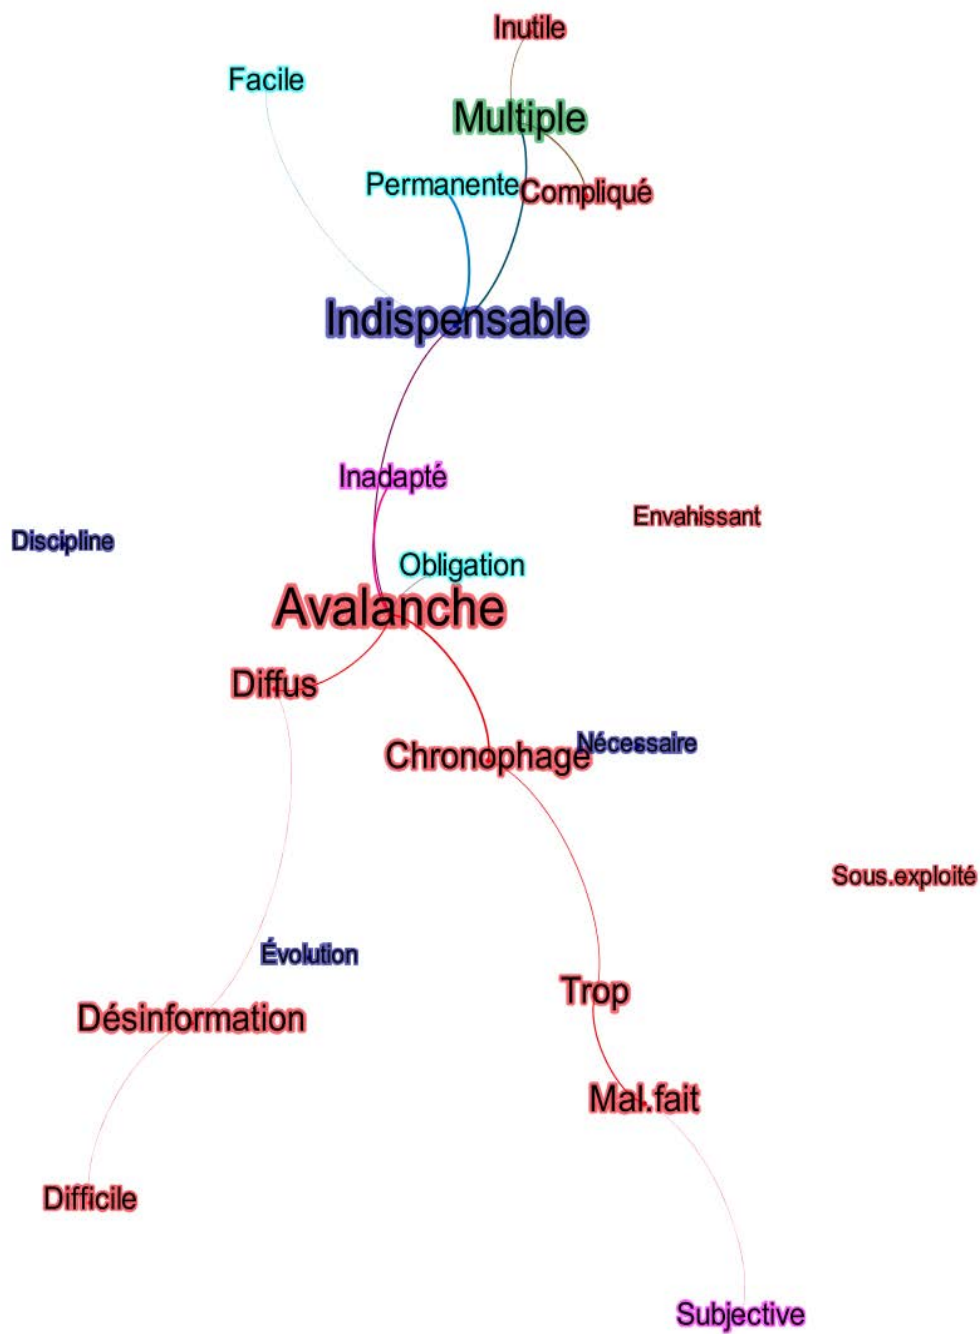 Inutile
Facile
Multiple
Permanente
Compliqué
Indispensable
Inadapté
Envahissant
Discipline
Obligation
Avalanche
Diffus
Nécessaire
Chronophage
Sous.exploité
Évolution
Trop
Désinformation
Mal.fait
Difficile
Subjective